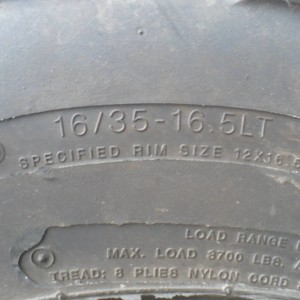 16/35-16.5LT
SPECIFIED RIM SIZE 12X16.5
LOAD RANGE
MAX. LOAD 3700 LBS.
TREAD: 8 PLIES NYLON CORD